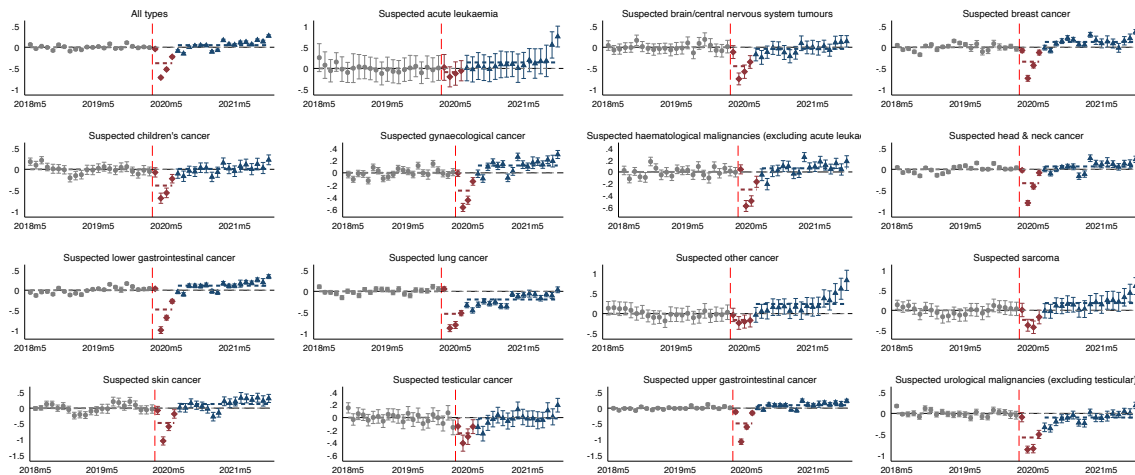 All types
.5
0
-.5
-1
2018m5 2019m5 2020m5 2021m5
Suspected acute leukaemia
1
.5
0
-.5
2018m5 2019m5 2020m5 2021m5
Suspected brain/central nervous system tumours
.5
0
-.5
-1
2018m5 2019m5 2020m5 2021m5
Suspected breast cancer
.5
0
-.5
-1
2018m5 2019m5 2020m5 2021m5
Suspected children's cancer
.5
0
-.5
-1
2018m5 2019m5 2020m5 2021m5
Suspected gynaecological cancer
.4
.2
0
-.2
-.4
-.6
2018m5 2019m5 2020m5 2021m5
Suspected haematological malignancies (excluding acute leuka
.4
.2
0
-.2
-.4
-.6
2018m5 2019m5 2020m5 2021m5
Suspected head & neck cancer
.5
0
-.5
-1
2018m5 2019m5 2020m5 2021m5
Suspected lower gastrointestinal cancer
.5
0
-.5
-1
2018m5 2019m5 2020m5 2021m5
Suspected lung cancer
.5
0
-.5
-1
2018m5 2019m5 2020m5 2021m5
Suspected other cancer
1
.5
0
-.5
2018m5 2019m5 2020m5 2021m5
Suspected sarcoma
1
.5
0
-.5
2018m5 2019m5 2020m5 2021m5
Suspected skin cancer
.5
0
-.5
-1
2018m5 2019m5 2020m5 2021m5
Suspected testicular cancer
.4
.2
0
-.2
-.4
-.6
2018m5 2019m5 2020m5 2021m5
Suspected upper gastrointestinal cancer
.5
0
-.5
-1
-1.5
2018m5 2019m5 2020m5 2021m5
Suspected urological malignancies (excluding testicular)
.5
0
-.5
-1
2018m5 2019m5 2020m5 2021m5